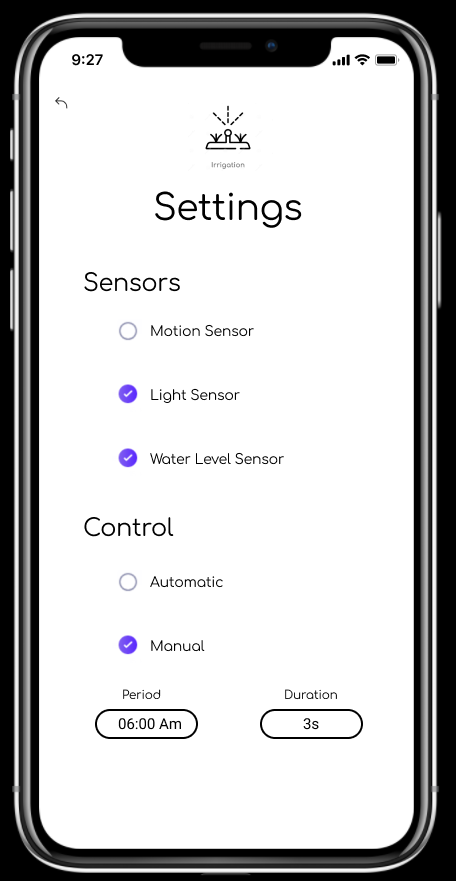 9:27
Irrigation
Settings
Sensors
Motion Sensor
Light Sensor
Water Level Sensor
Control
Automatic
Manual
Period Duration
06:00 Am 3s